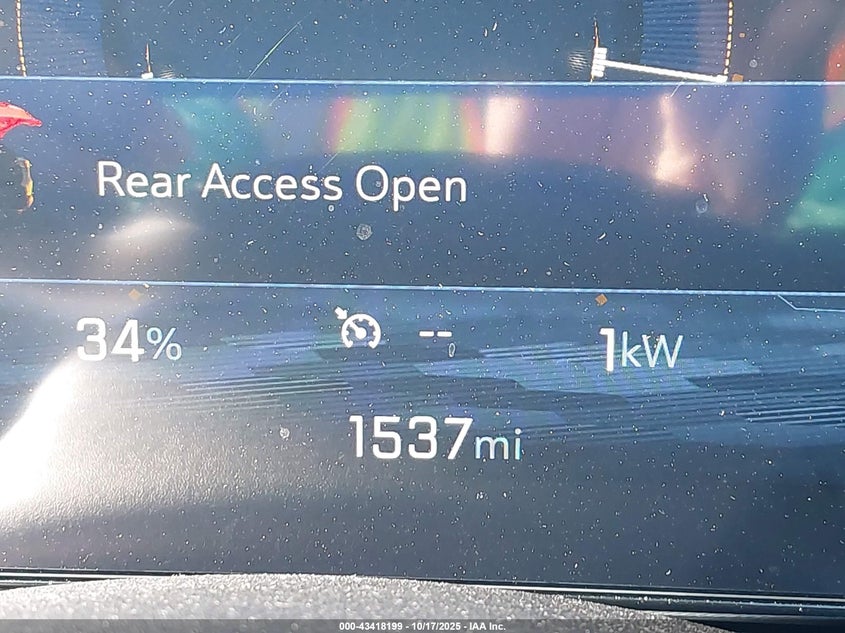 Rear Access Open
34% -- 1kW
1537mi
000-43418199 - 10/17/2025 - IAA Inc.